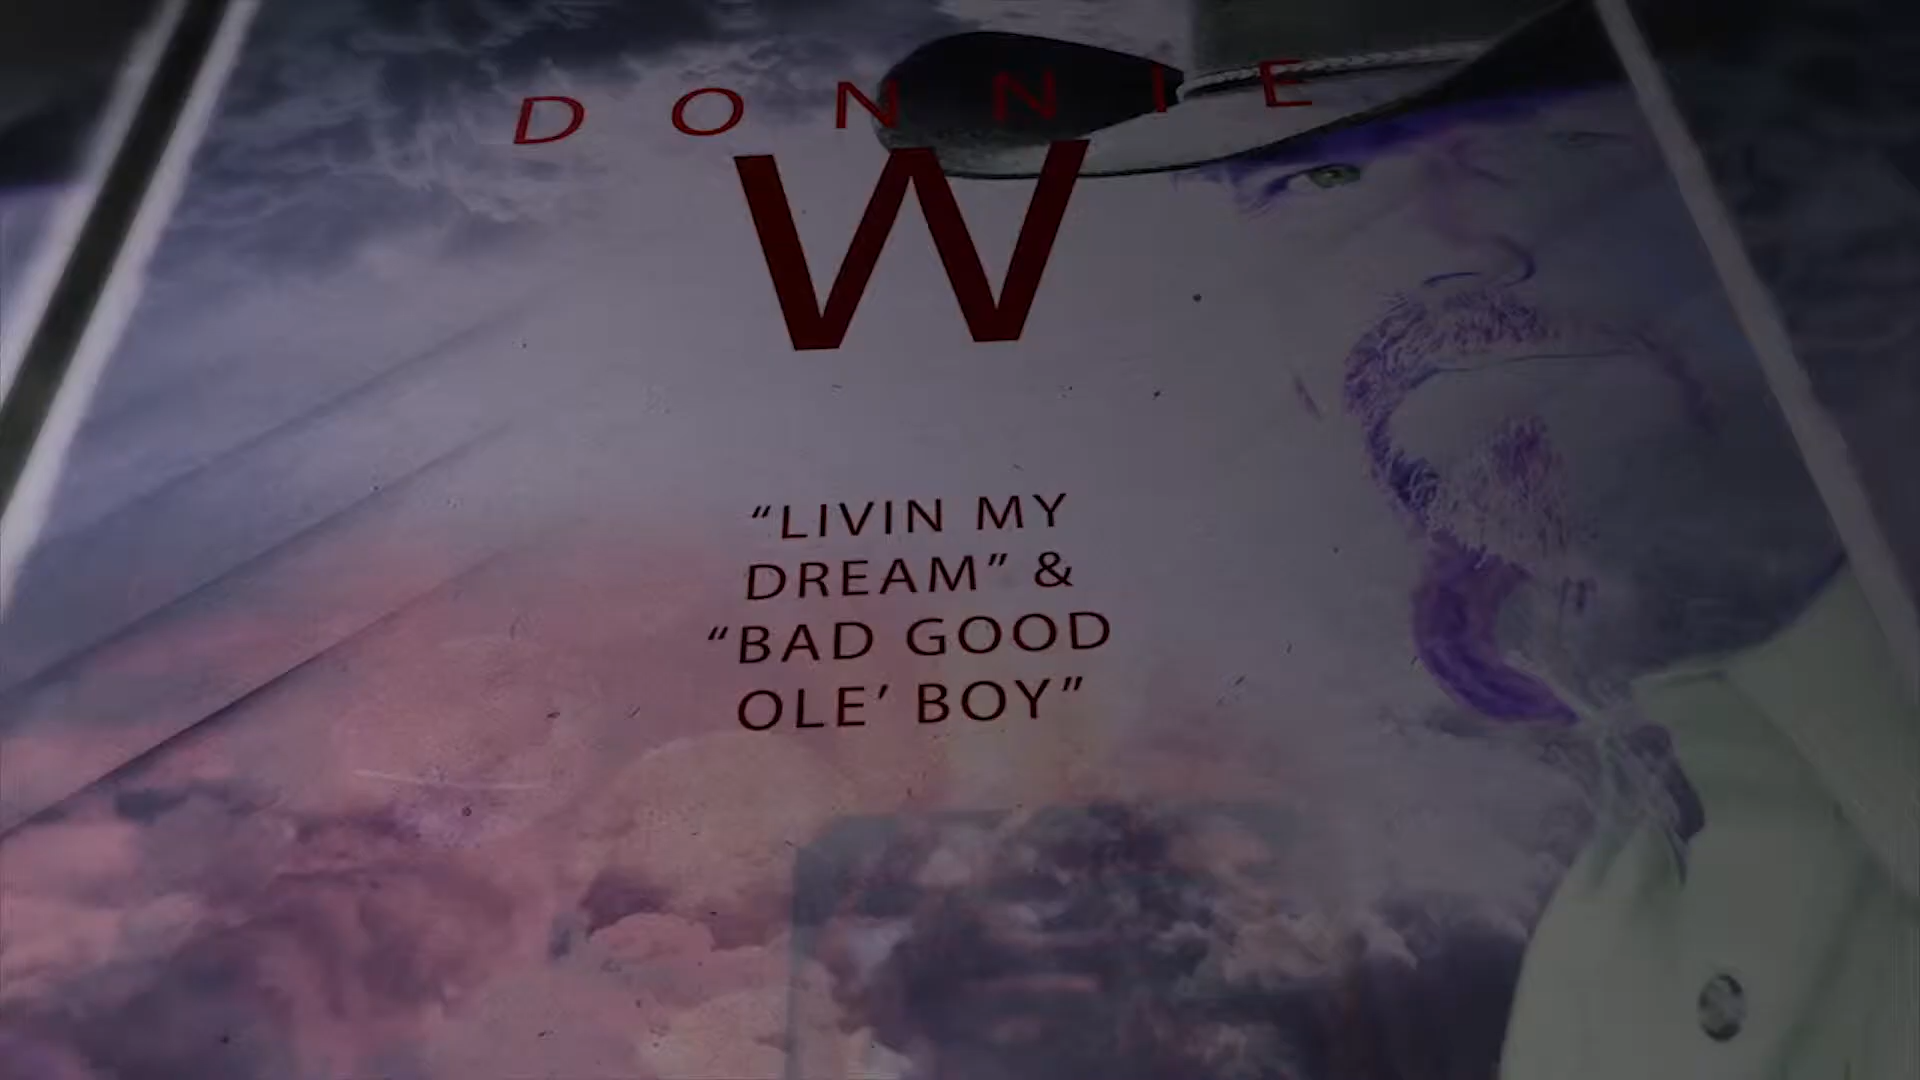 DONNIE
W
“LIVIN MY
DREAM” &
“BAD GOOD
OLE’ BOY”